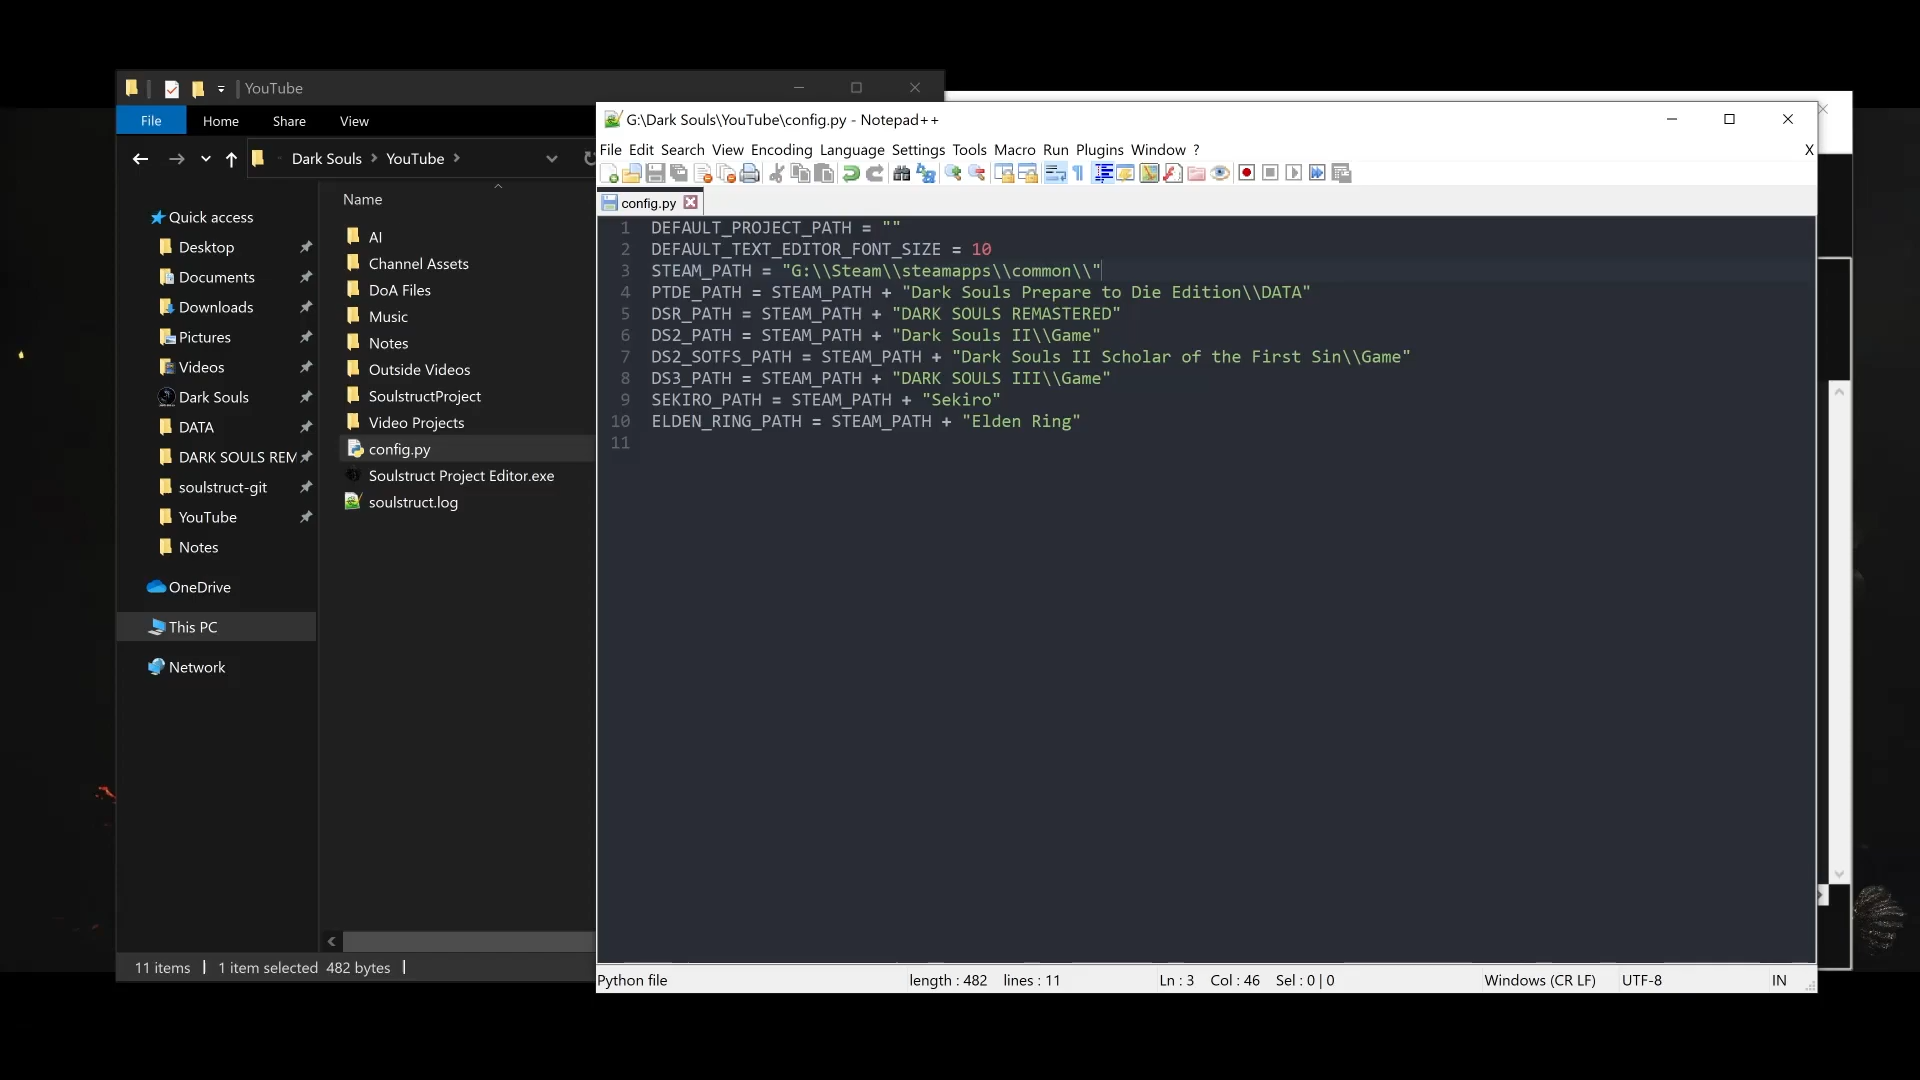 YouTube
File Home Share View
Dark Souls YouTube
Name
Quick access
Desktop
Documents
Downloads
Pictures
Videos
Dark Souls
DATA
DARK SOULS REM
soulstruct-git
YouTube
Notes
OneDrive
This PC
Network
AI
Channel Assets
DoA Files
Music
Notes
Outside Videos
SoulstructProject
Video Projects
config.py
Soulstruct Project Editor.exe
soulstruct.log
11 items 1 item selected 482 bytes
G:\Dark Souls\YouTube\config.py - Notepad++
File Edit Search View Encoding Language Settings Tools Macro Run Plugins Window ? X
config.py
1 DEFAULT_PROJECT_PATH = ""
2 DEFAULT_TEXT_EDITOR_FONT_SIZE = 10
3 STEAM_PATH = "G:\\Steam\\steamapps\\common\\"
4 PTDE_PATH = STEAM_PATH + "Dark Souls Prepare to Die Edition\\DATA"
5 DSR_PATH = STEAM_PATH + "DARK SOULS REMASTERED"
6 DS2_PATH = STEAM_PATH + "Dark Souls II\\Game"
7 DS2_SOTFS_PATH = STEAM_PATH + "Dark Souls II Scholar of the First Sin\\Game"
8 DS3_PATH = STEAM_PATH + "DARK SOULS III\\Game"
9 SEKIRO_PATH = STEAM_PATH + "Sekiro"
10 ELDEN_RING_PATH = STEAM_PATH + "Elden Ring"
11
Python file length : 482 lines : 11 Ln : 3 Col : 46 Sel : 0 | 0 Windows (CR LF) UTF-8 IN